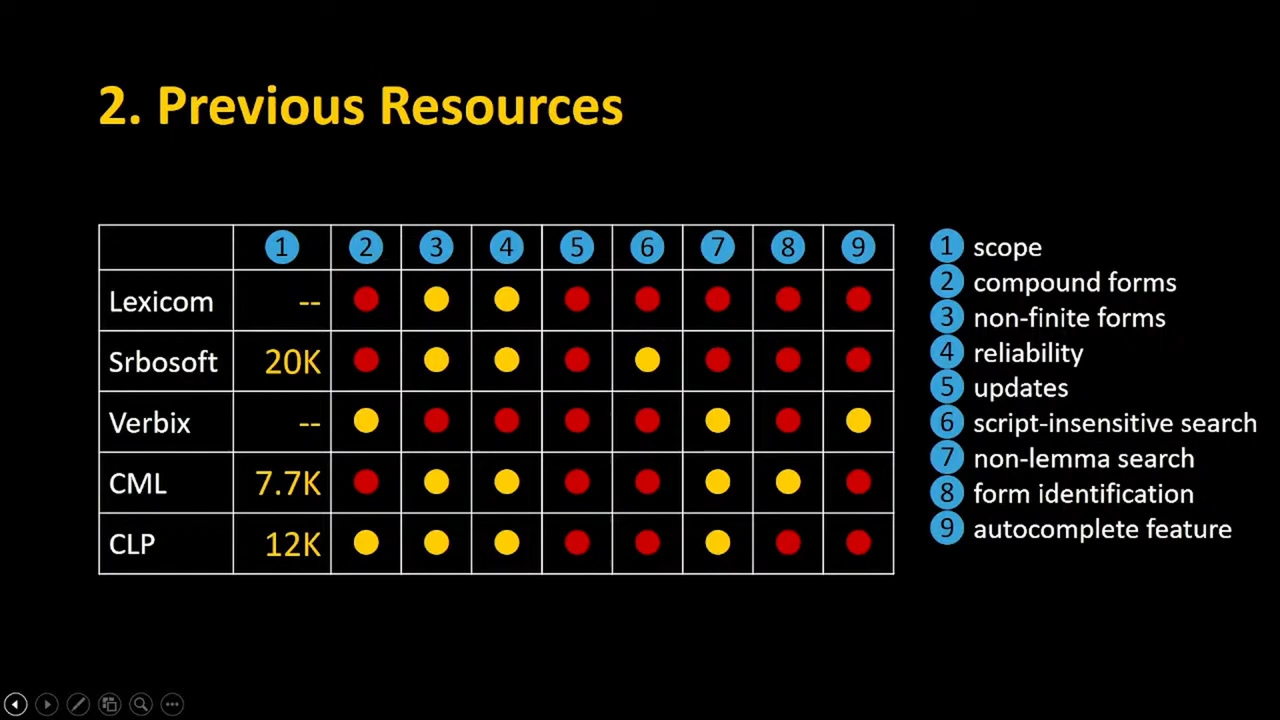 2. Previous Resources
1 2 3 4 5 6 7 8 9
Lexicom --
Srbosoft 20K
Verbix --
CML 7.7K
CLP 12K
1 scope
2 compound forms
3 non-finite forms
4 reliability
5 updates
6 script-insensitive search
7 non-lemma search
8 form identification
9 autocomplete feature